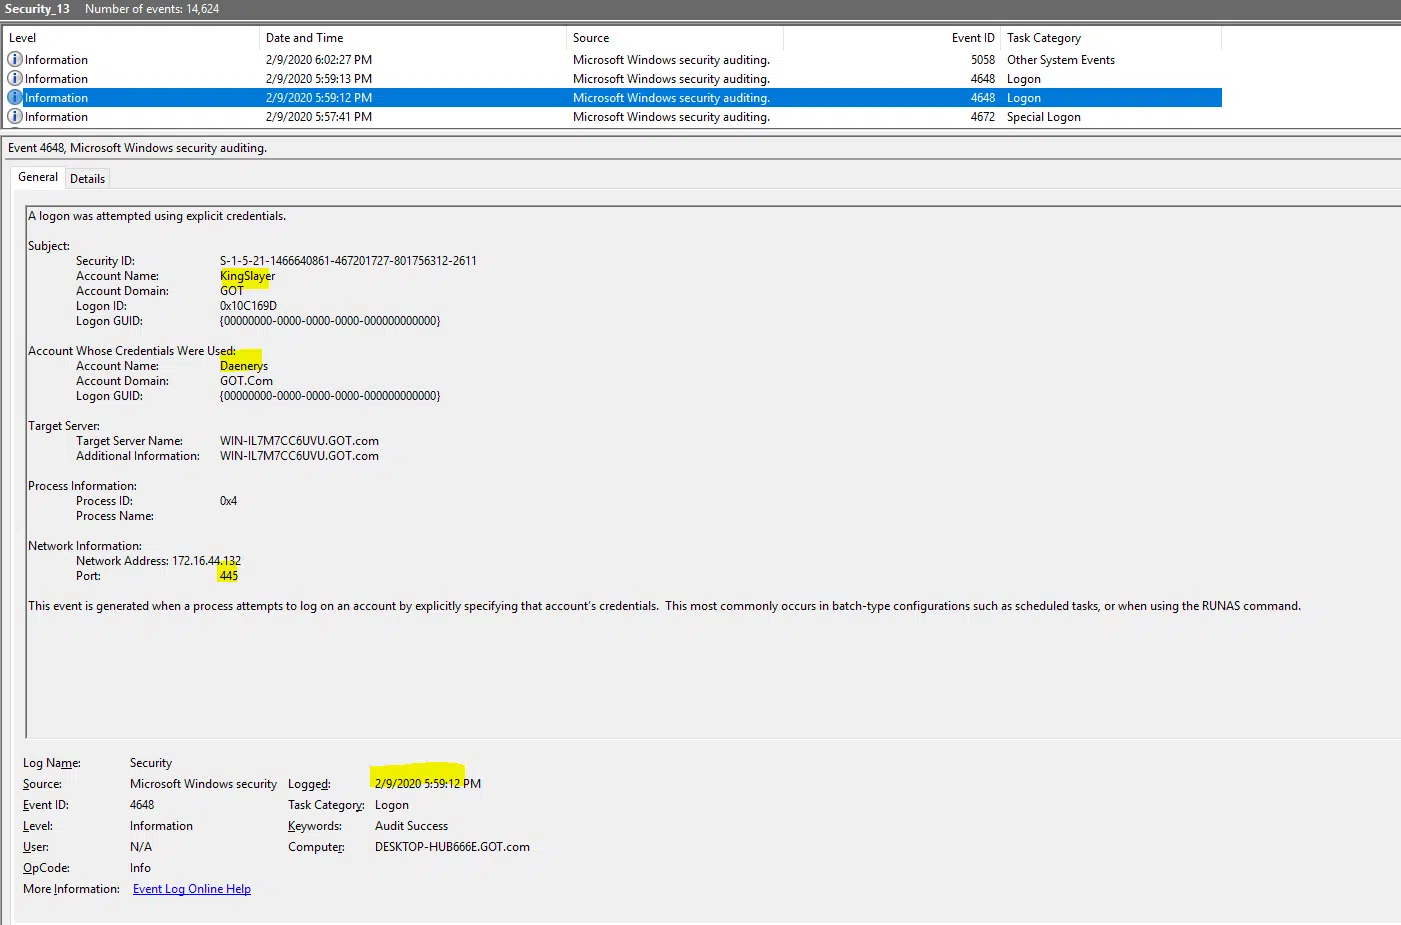 Security_13 Number of events: 14,624
Level Date and Time Source Event ID Task Category
Information 2/9/2020 6:02:27 PM Microsoft Windows security auditing. 5058 Other System Events
Information 2/9/2020 5:59:13 PM Microsoft Windows security auditing. 4648 Logon
Information 2/9/2020 5:59:12 PM Microsoft Windows security auditing. 4648 Logon
Information 2/9/2020 5:57:41 PM Microsoft Windows security auditing. 4672 Special Logon
Event 4648, Microsoft Windows security auditing.
General Details
A logon was attempted using explicit credentials.
Subject:
Security ID: S-1-5-21-1466640861-467201727-801756312-2611
Account Name: KingSlayer
Account Domain: GOT
Logon ID: 0x10C169D
Logon GUID: {00000000-0000-0000-0000-000000000000}
Account Whose Credentials Were Used:
Account Name: Daenerys
Account Domain: GOT.Com
Logon GUID: {00000000-0000-0000-0000-000000000000}
Target Server:
Target Server Name: WIN-IL7M7CC6UVU.GOT.com
Additional Information: WIN-IL7M7CC6UVU.GOT.com
Process Information:
Process ID: 0x4
Process Name:
Network Information:
Network Address: 172.16.44.132
Port: 445
This event is generated when a process attempts to log on an account by explicitly specifying that account’s credentials. This most commonly occurs in batch-type configurations such as scheduled tasks, or when using the RUNAS command.
Log Name: Security
Source: Microsoft Windows security Logged: 2/9/2020 5:59:12 PM
Event ID: 4648 Task Category: Logon
Level: Information Keywords: Audit Success
User: N/A Computer: DESKTOP-HUB666E.GOT.com
OpCode: Info
More Information: Event Log Online Help